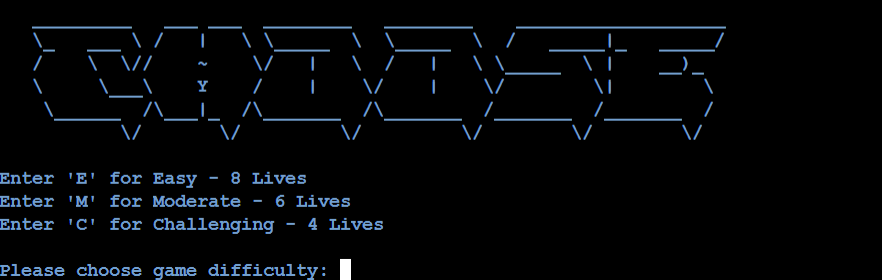 CHOOSE
Enter 'E' for Easy - 8 Lives
Enter 'M' for Moderate - 6 Lives
Enter 'C' for Challenging - 4 Lives
Please choose game difficulty: